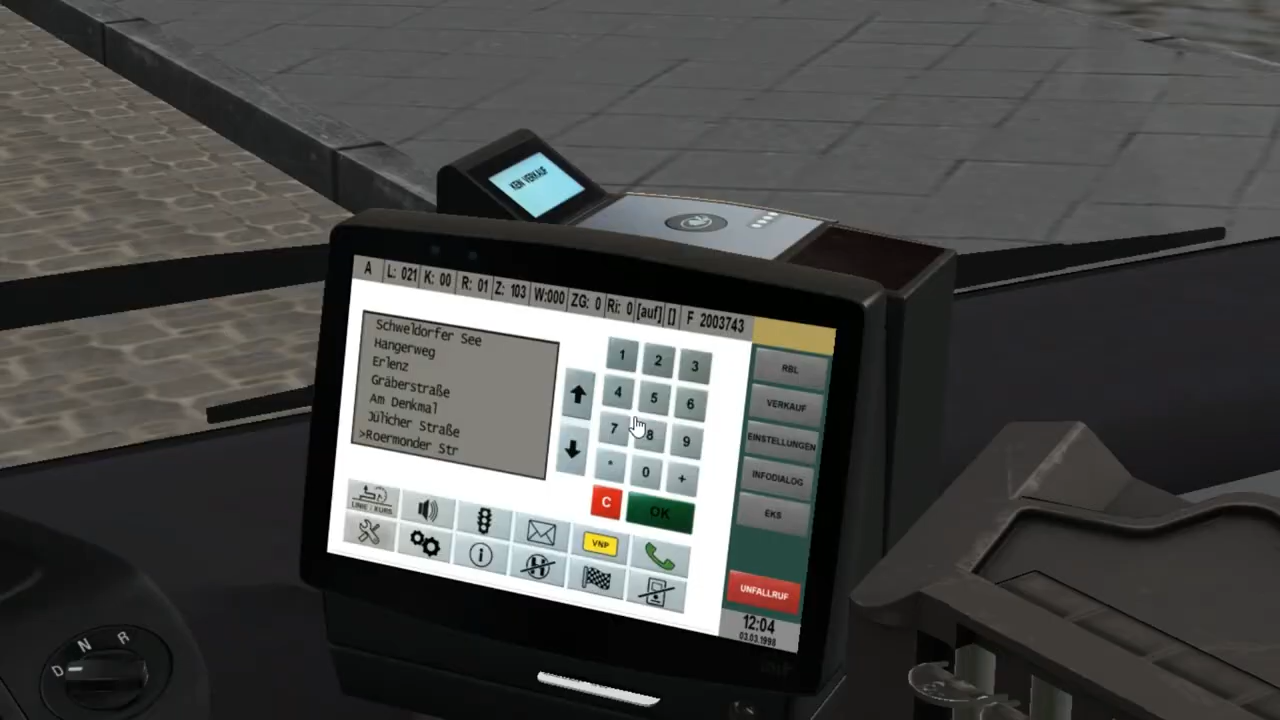 KEIN VERKAUF
A L: 021 K: 00 R: 01 Z: 103 W:000 ZG: 0 Ri: 0 [auf] [] F 2003743
Schweldorfer See
Hangerweg
Erlenz
Gräberstraße
Am Denkmal
Jülicher Straße
>Roermonder Str
1 2 3
4 5 6
7 8 9
* 0 +
C OK
LINIE / KURS
VNP
RBL
VERKAUF
EINSTELLUNGEN
INFODIALOG
EKS
UNFALLRUF
12:04
03.03.1998
D N R